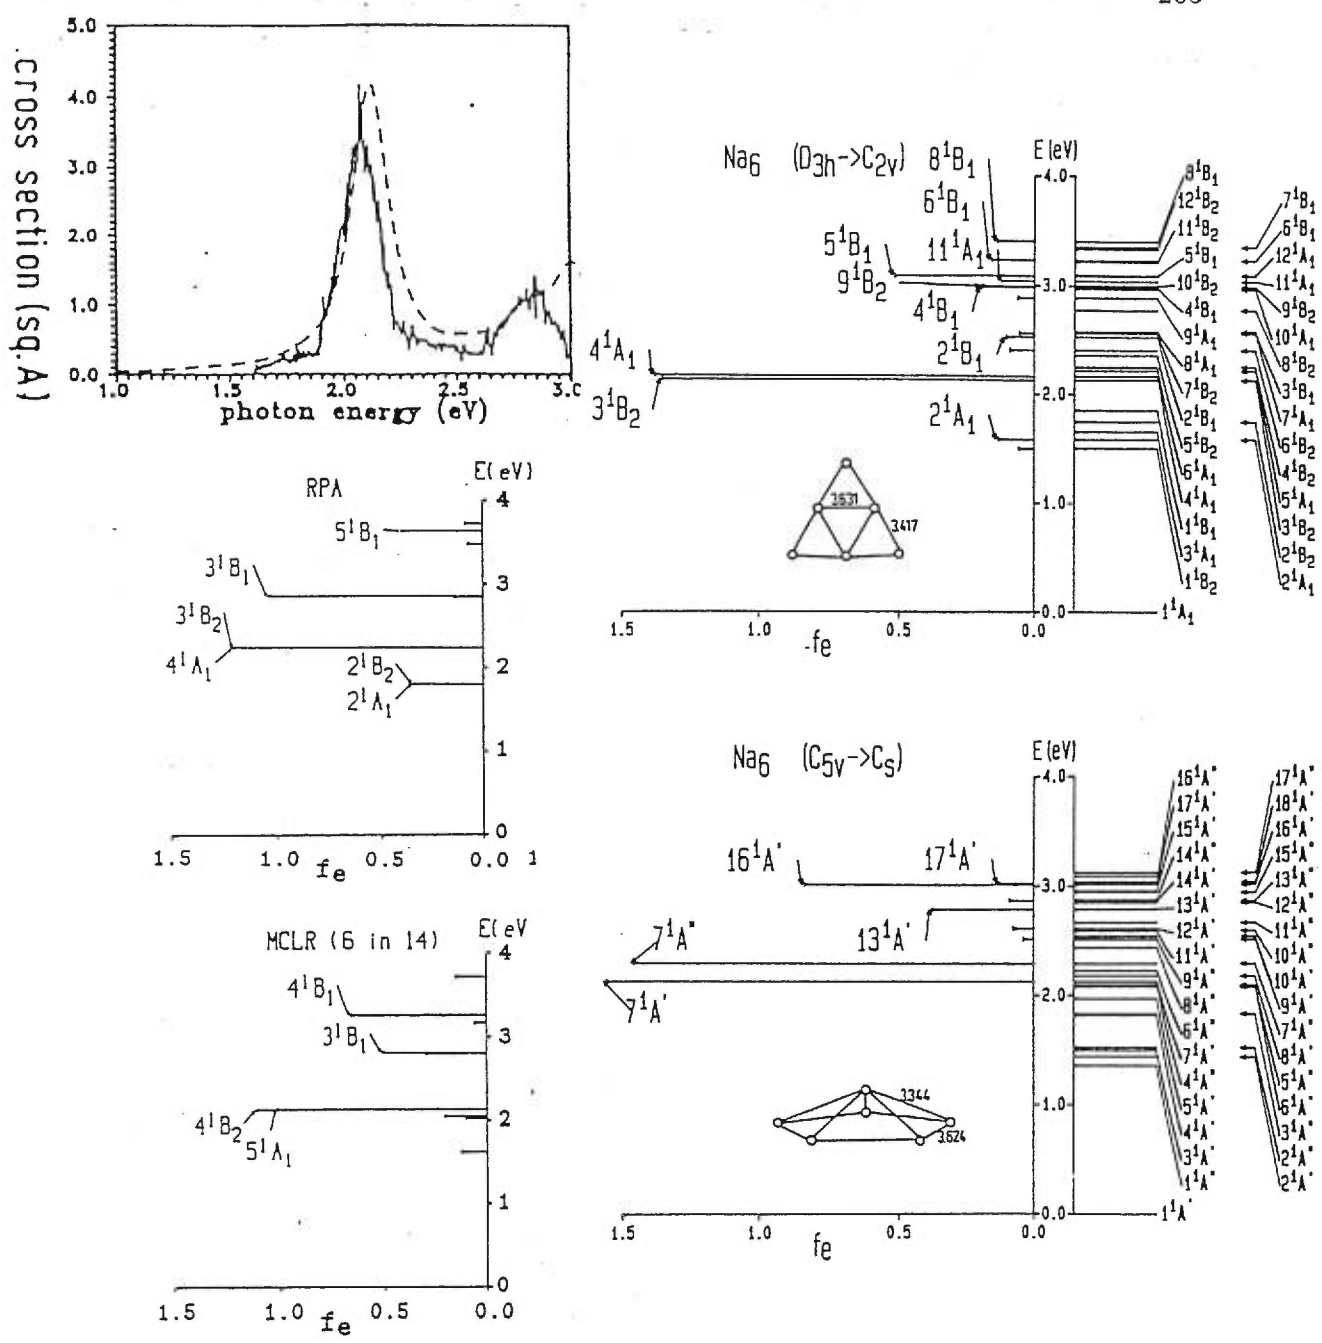 5.0
4.0
3.0
2.0
1.0
0.0
cross section (sq.A)
1.0 1.5 2.0 2.5 3.0
photon energy (eV)
RPA
E(eV)
4
3
2
1
0
5¹B₁
3¹B₁
3¹B₂
4¹A₁
2¹B₂
2¹A₁
1.5 1.0 0.5 0.0 1
fe
MCLR (6 in 14)
E(eV
4
3
2
1
0
4¹B₁
3¹B₁
4¹B₂
5¹A₁
1.5 1.0 0.5 0.0
fe
Na₆ (D₃ₕ->C₂ᵥ)
E(eV)
4.0
3.0
2.0
1.0
0.0
8¹B₁
6¹B₁
5¹B₁
11¹A₁
9¹B₂
4¹B₁
2¹B₁
4¹A₁
3¹B₂
2¹A₁
3.631
3.417
1.5 1.0 0.5 0.0
fe
8¹B₁
12¹B₂
11¹B₂
5¹B₁
10¹B₂
4¹B₁
9¹A₁
8¹A₁
7¹B₂
2¹B₁
5¹B₂
6¹A₁
4¹A₁
1¹B₁
3¹A₁
1¹B₂
1¹A₁
7¹B₁
6¹B₁
12¹A₁
11¹A₁
9¹B₂
10¹A₁
8¹B₂
3¹B₁
7¹A₁
6¹B₂
4¹B₂
5¹A₁
3¹B₂
2¹B₂
2¹A₁
Na₆ (C₅ᵥ->Cₛ)
E(eV)
4.0
3.0
2.0
1.0
0.0
16¹A'
17¹A'
13¹A'
7¹A"
7¹A'
3.344
3.624
1.5 1.0 0.5 0.0
fe
16¹A"
17¹A'
15¹A'
14¹A"
14¹A'
13¹A'
12¹A'
11¹A'
9¹A"
8¹A"
6¹A"
7¹A'
4¹A"
5¹A'
4¹A'
3¹A'
1¹A"
1¹A'
17¹A"
18¹A'
16¹A'
15¹A"
13¹A"
12¹A"
11¹A"
10¹A"
10¹A'
9¹A'
7¹A"
8¹A'
5¹A"
6¹A'
3¹A"
2¹A"
2¹A'